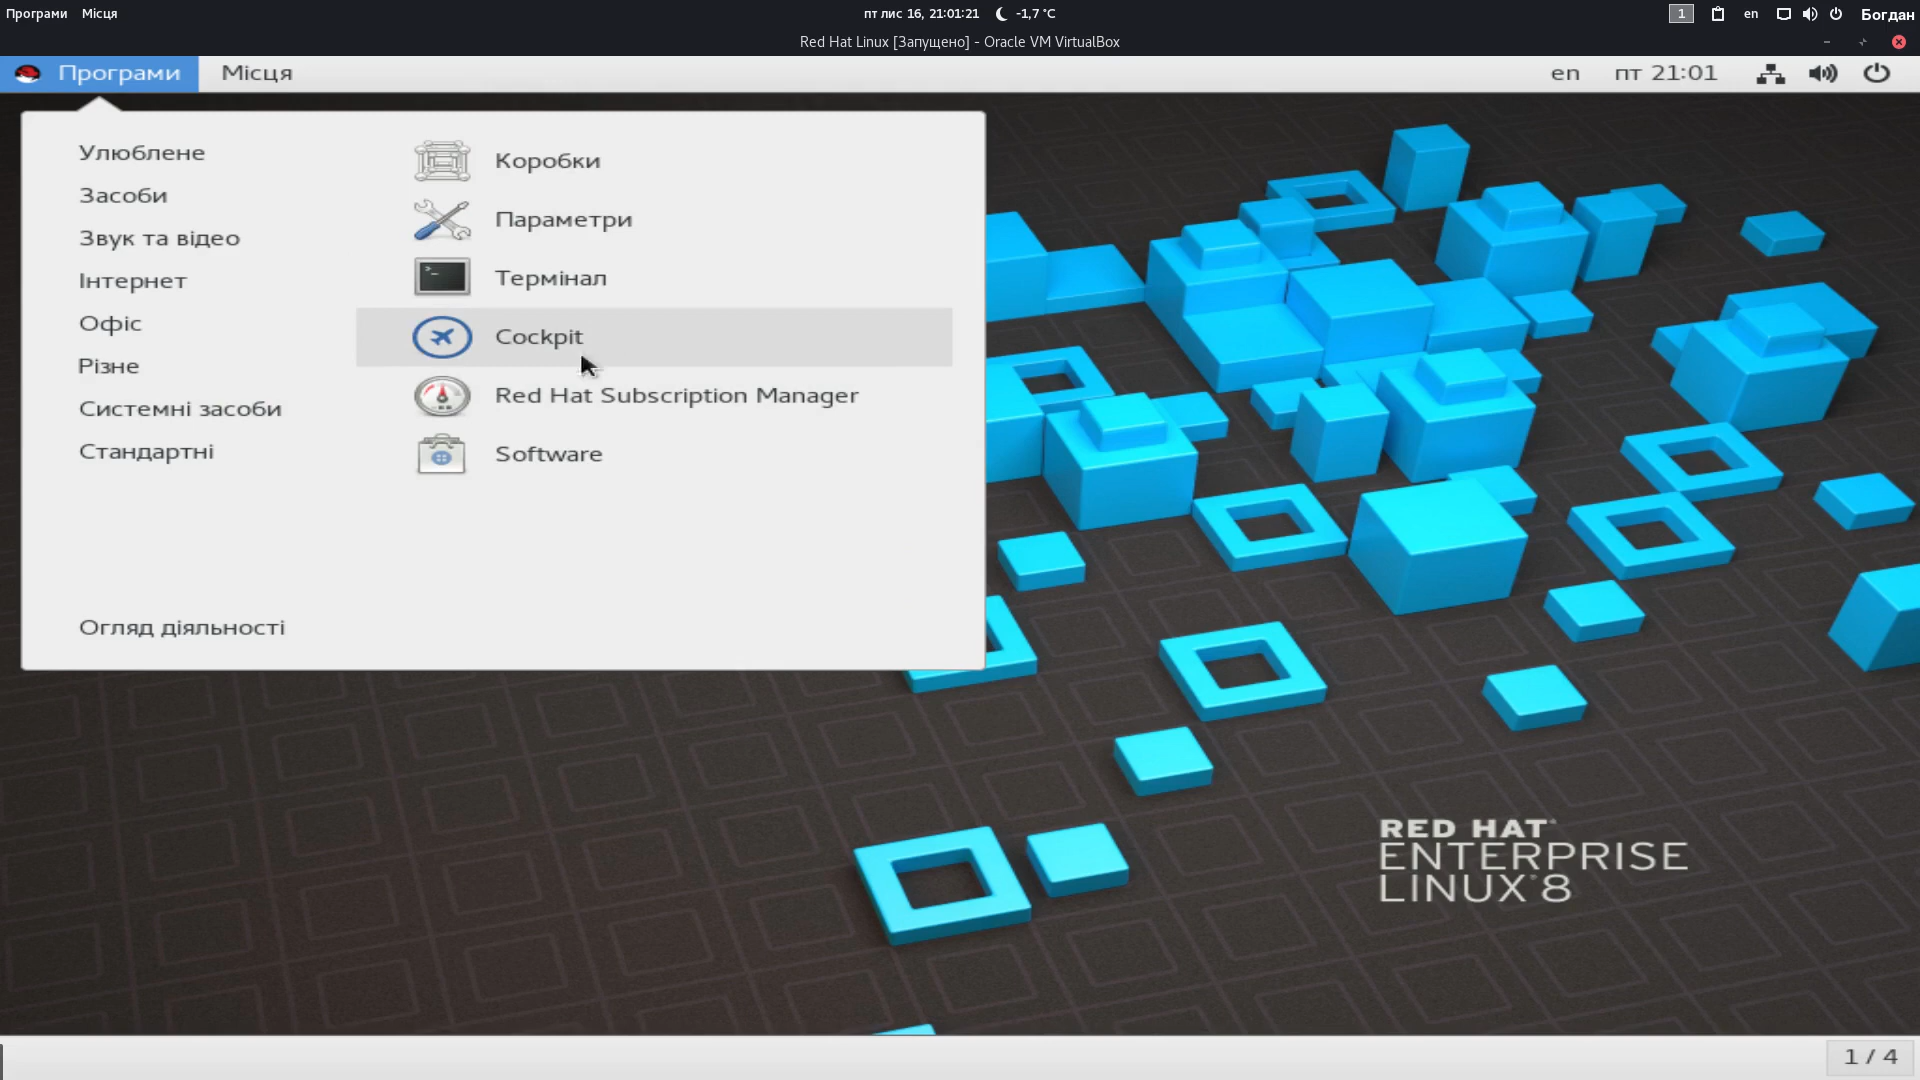 Програми Місця пт лис 16, 21:01:21 -1,7 °C 1 en Богдан
Red Hat Linux [Запущено] - Oracle VM VirtualBox
Програми Місця en пт 21:01
Улюблене
Засоби
Звук та відео
Інтернет
Офіс
Різне
Системні засоби
Стандартні
Огляд діяльності
Коробки
Параметри
Термінал
Cockpit
Red Hat Subscription Manager
Software
RED HAT®
ENTERPRISE
LINUX® 8
1 / 4